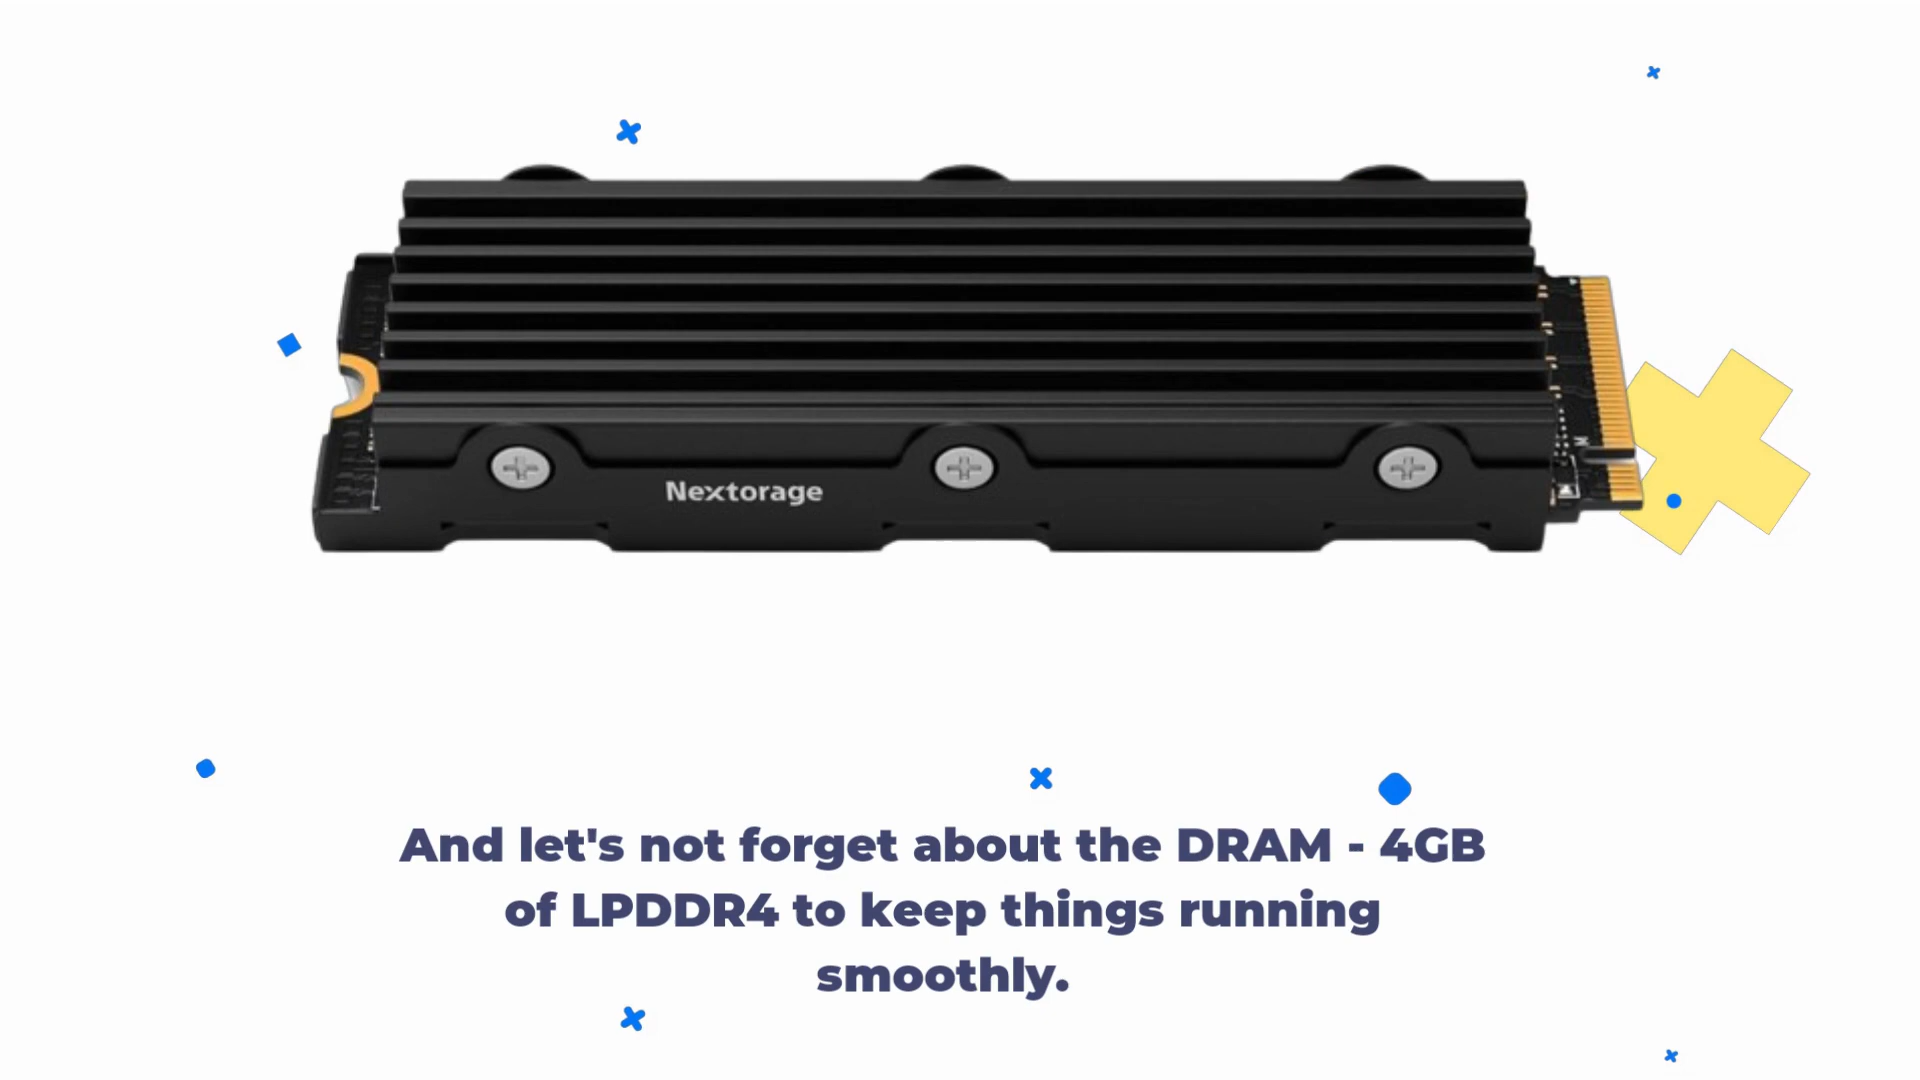 Nextorage
And let's not forget about the DRAM - 4GB
of LPDDR4 to keep things running
smoothly.